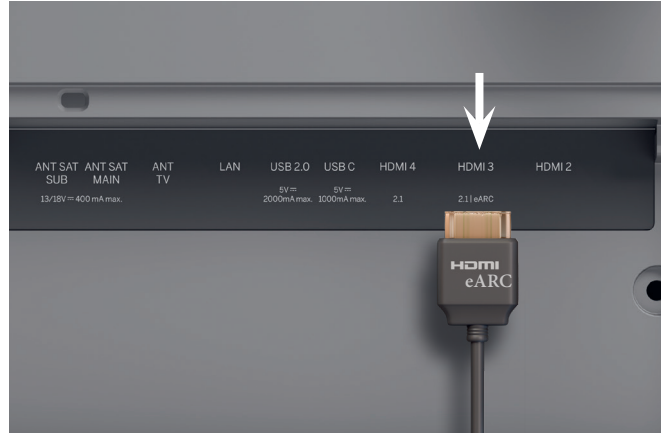 ANT SAT ANT SAT ANT LAN USB 2.0 USB C HDMI 4 HDMI 3 HDMI 2
SUB MAIN TV
5V⎓ 5V⎓
13/18V⎓400 mA max. 2000mA max. 1000mA max. 2.1 2.1|eARC
HDMI
eARC